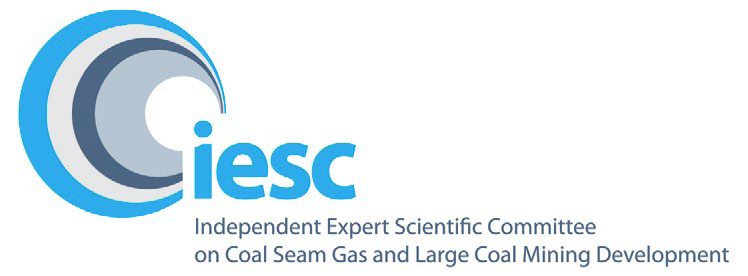 iesc
Independent Expert Scientific Committee
on Coal Seam Gas and Large Coal Mining Development